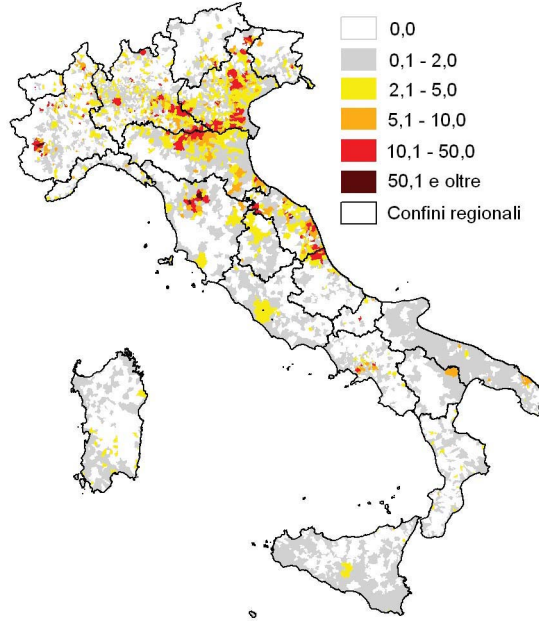 0,0
0,1 - 2,0
2,1 - 5,0
5,1 - 10,0
10,1 - 50,0
50,1 e oltre
Confini regionali